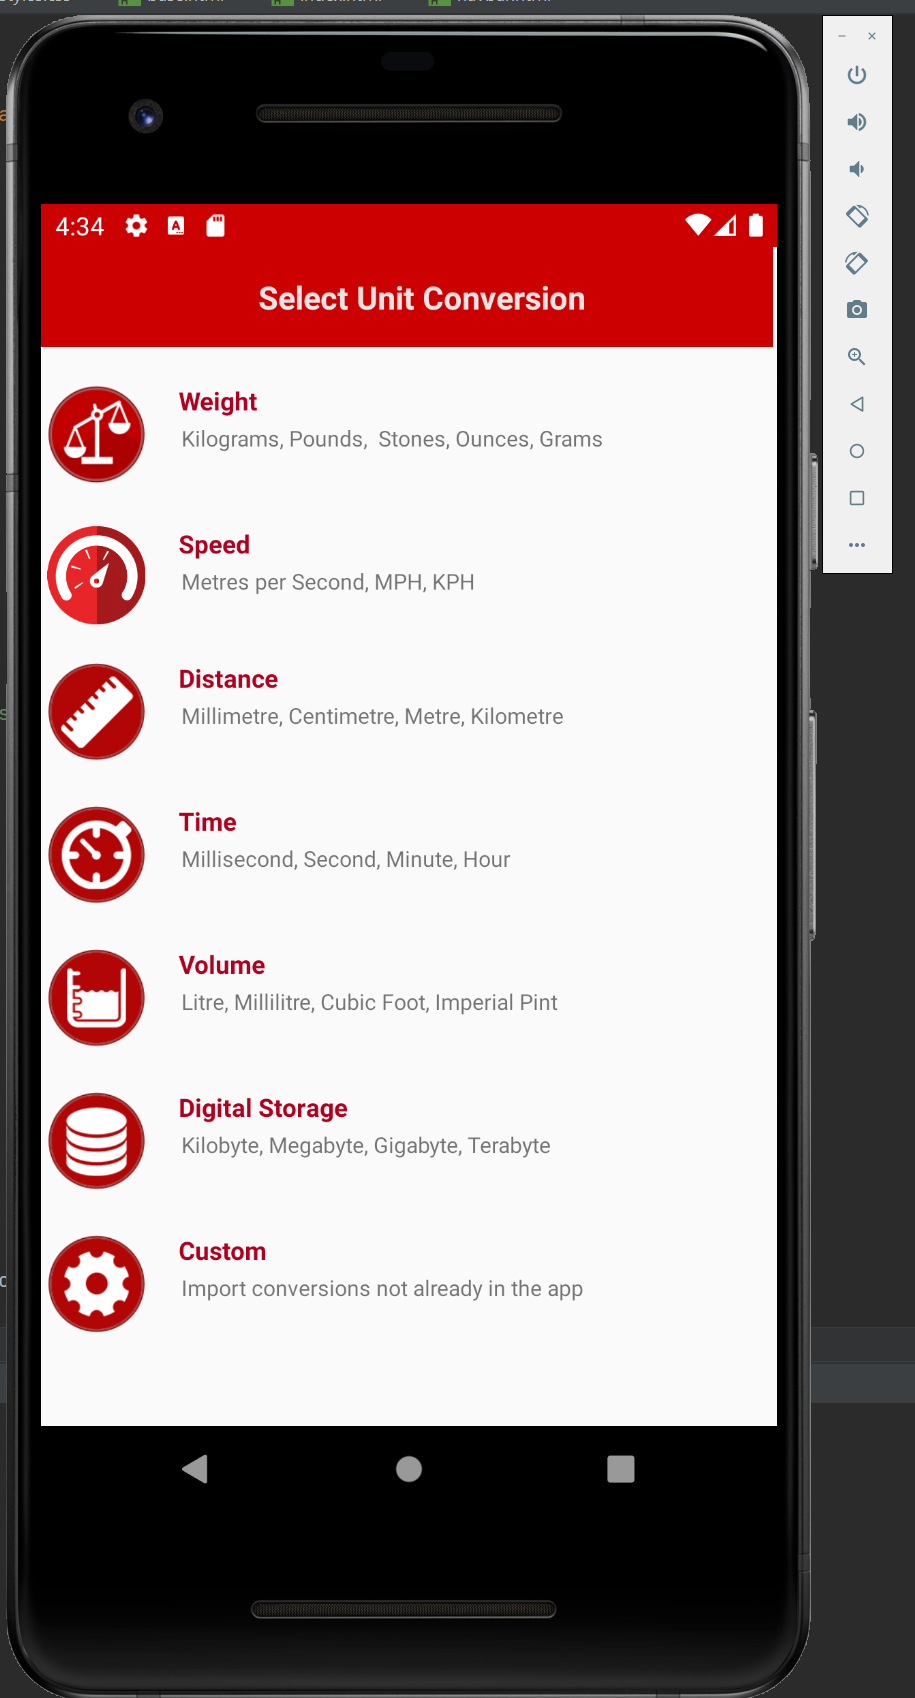 4:34
Select Unit Conversion
Weight
Kilograms, Pounds,  Stones, Ounces, Grams
Speed
Metres per Second, MPH, KPH
Distance
Millimetre, Centimetre, Metre, Kilometre
Time
Millisecond, Second, Minute, Hour
Volume
Litre, Millilitre, Cubic Foot, Imperial Pint
Digital Storage
Kilobyte, Megabyte, Gigabyte, Terabyte
Custom
Import conversions not already in the app